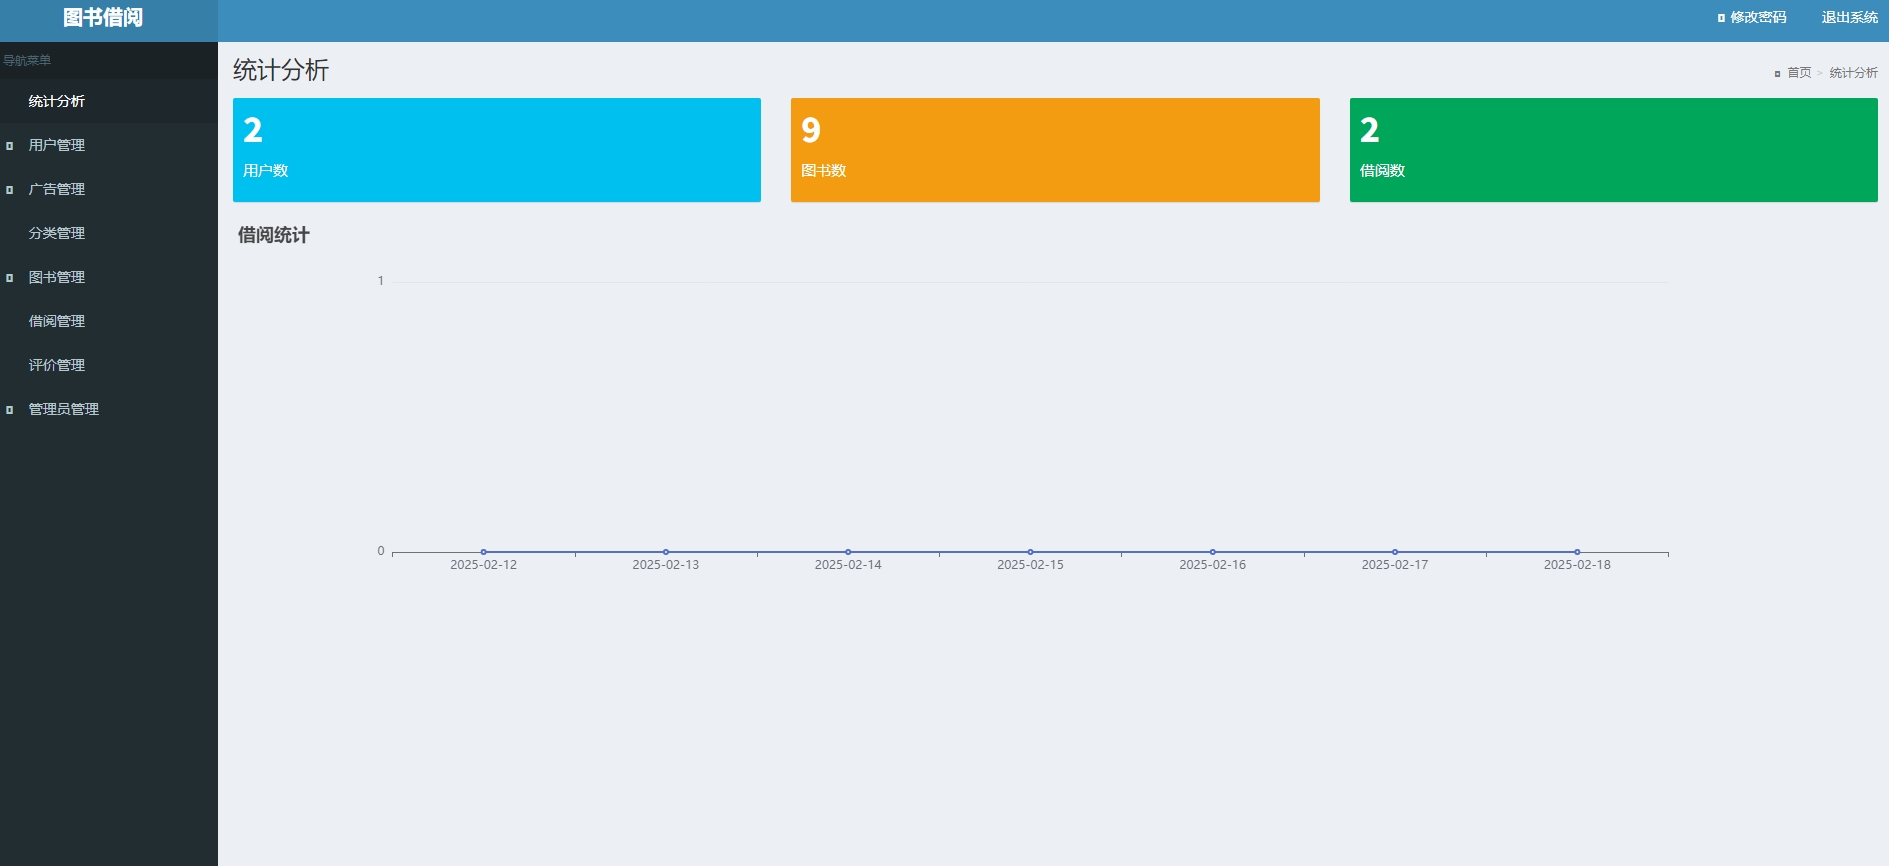 图书借阅
修改密码 退出系统
导航菜单
统计分析
用户管理
广告管理
分类管理
图书管理
借阅管理
评价管理
管理员管理
统计分析
首页 > 统计分析
2
用户数
9
图书数
2
借阅数
借阅统计
1
0
2025-02-12 2025-02-13 2025-02-14 2025-02-15 2025-02-16 2025-02-17 2025-02-18